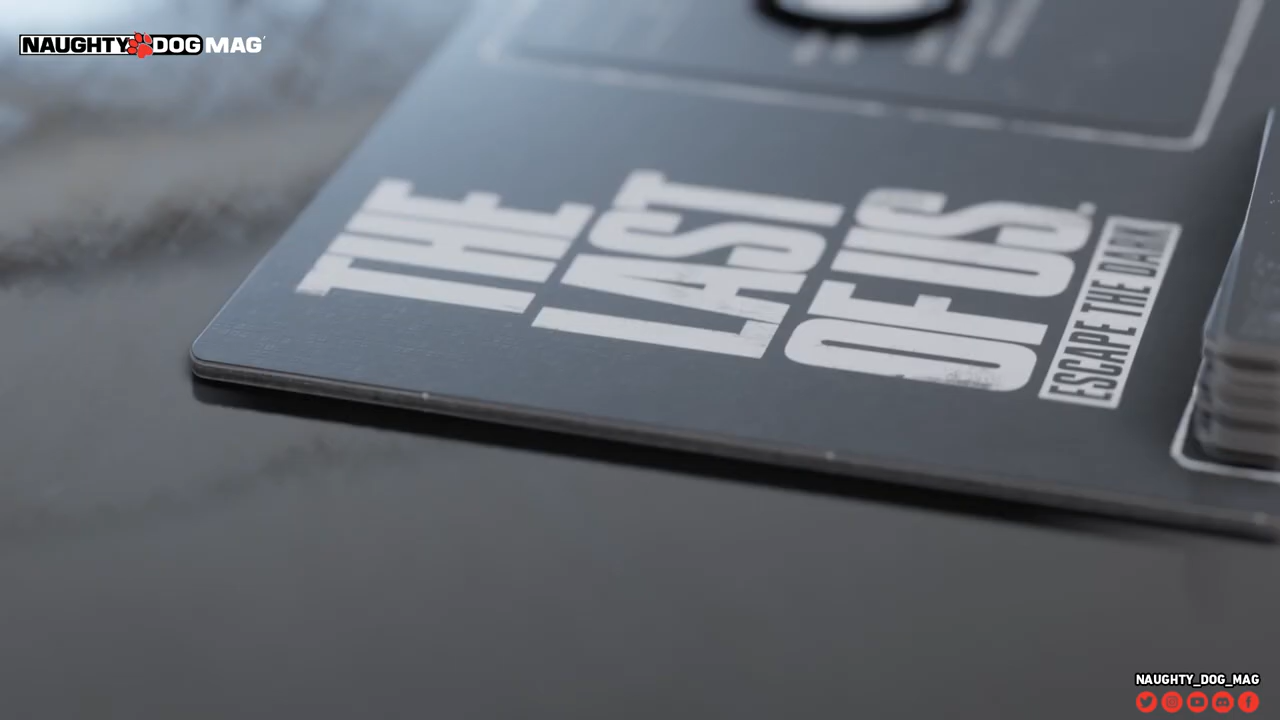 NAUGHTY DOG MAG
THE
LAST
OF US
ESCAPE THE DARK
NAUGHTY_DOG_MAG